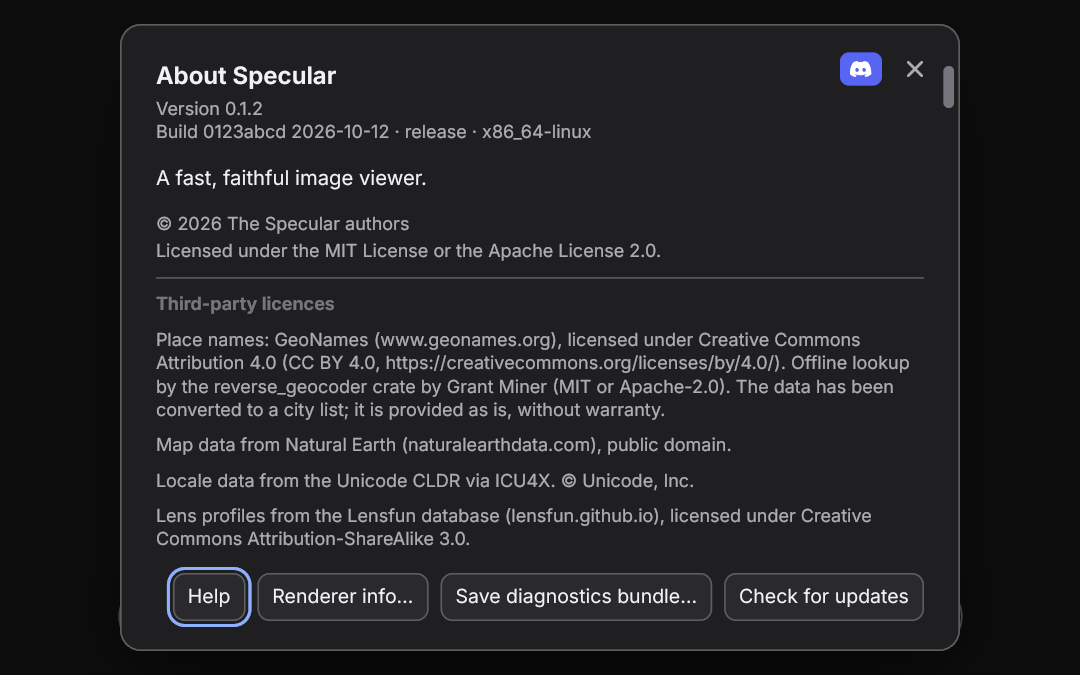 About Specular
Version 0.1.2
Build 0123abcd 2026-10-12 · release · x86_64-linux
A fast, faithful image viewer.
© 2026 The Specular authors
Licensed under the MIT License or the Apache License 2.0.
Third-party licences
Place names: GeoNames (www.geonames.org), licensed under Creative Commons
Attribution 4.0 (CC BY 4.0, https://creativecommons.org/licenses/by/4.0/). Offline lookup
by the reverse_geocoder crate by Grant Miner (MIT or Apache-2.0). The data has been
converted to a city list; it is provided as is, without warranty.
Map data from Natural Earth (naturalearthdata.com), public domain.
Locale data from the Unicode CLDR via ICU4X. © Unicode, Inc.
Lens profiles from the Lensfun database (lensfun.github.io), licensed under Creative
Commons Attribution-ShareAlike 3.0.
Help
Renderer info...
Save diagnostics bundle...
Check for updates